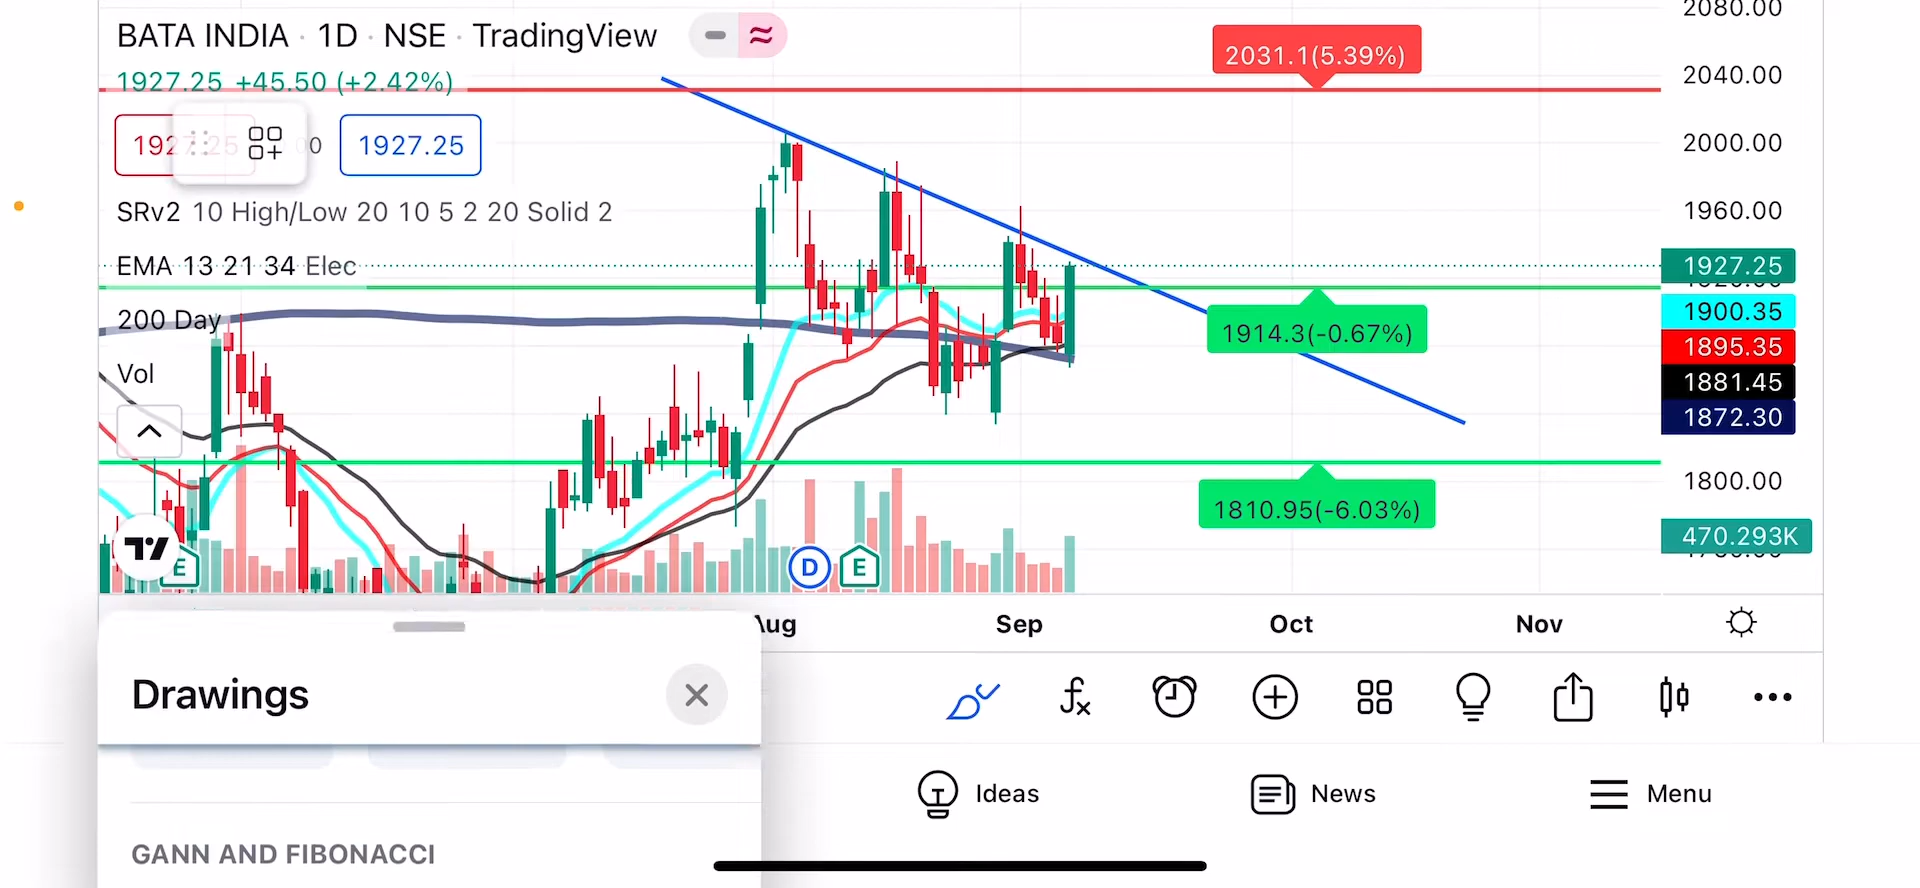 BATA INDIA · 1D · NSE · TradingView
1927.25 +45.50 (+2.42%)
1927.25
SRv2 10 High/Low 20 10 5 2 20 Solid 2
EMA 13 21 34 Elec
200 Day
Vol
2031.1(5.39%)
1914.3(-0.67%)
1810.95(-6.03%)
2080.00
2040.00
2000.00
1960.00
1927.25
1900.35
1895.35
1881.45
1872.30
1800.00
470.293K
E
D
E
Aug
Sep
Oct
Nov
Drawings
GANN AND FIBONACCI
Ideas
News
Menu